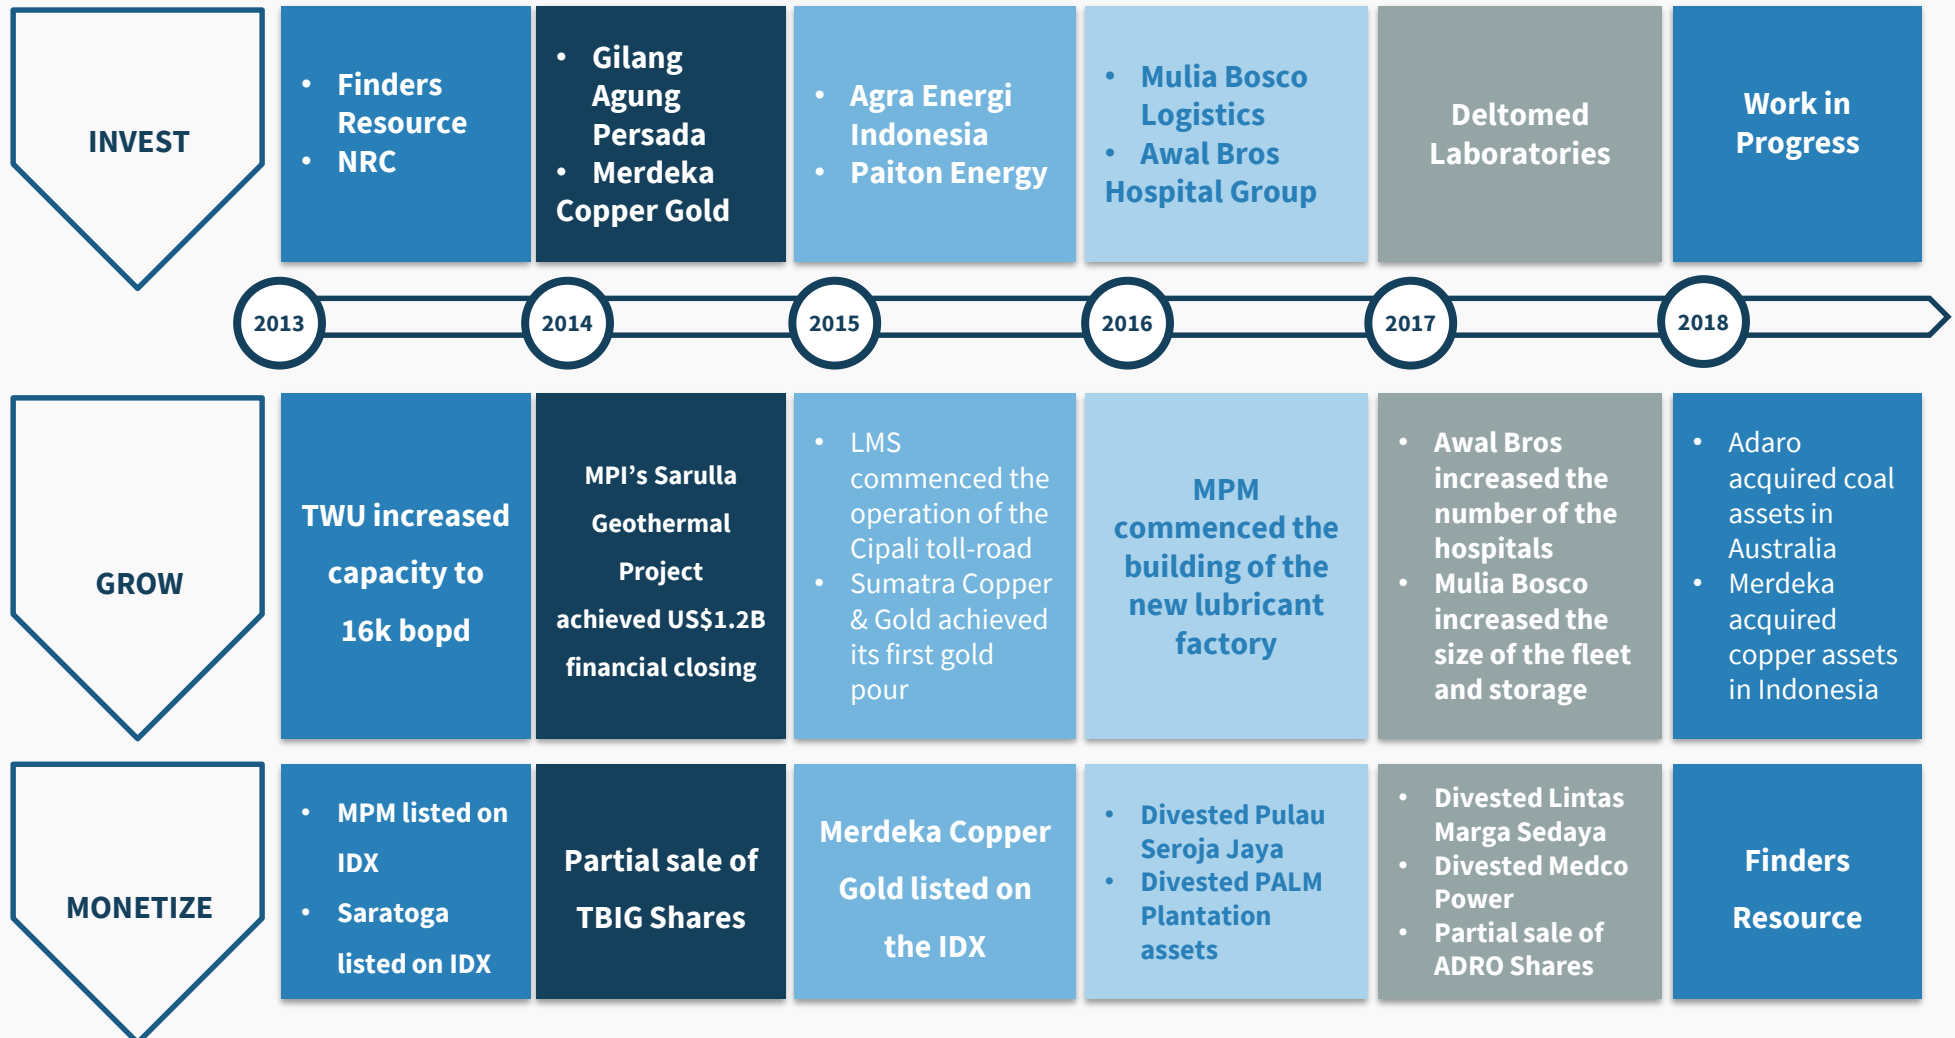 INVEST
• Finders
Resource
• NRC
• Gilang
Agung
Persada
• Merdeka
Copper Gold
• Agra Energi
Indonesia
• Paiton Energy
• Mulia Bosco
Logistics
• Awal Bros
Hospital Group
Deltomed
Laboratories
Work in
Progress
2013
2014
2015
2016
2017
2018
GROW
TWU increased
capacity to
16k bopd
MPI’s Sarulla
Geothermal
Project
achieved US$1.2B
financial closing
• LMS
commenced the
operation of the
Cipali toll-road
• Sumatra Copper
& Gold achieved
its first gold
pour
MPM
commenced the
building of the
new lubricant
factory
• Awal Bros
increased the
number of the
hospitals
• Mulia Bosco
increased the
size of the fleet
and storage
• Adaro
acquired coal
assets in
Australia
• Merdeka
acquired
copper assets
in Indonesia
MONETIZE
• MPM listed on
IDX
• Saratoga
listed on IDX
Partial sale of
TBIG Shares
Merdeka Copper
Gold listed on
the IDX
• Divested Pulau
Seroja Jaya
• Divested PALM
Plantation
assets
• Divested Lintas
Marga Sedaya
• Divested Medco
Power
• Partial sale of
ADRO Shares
Finders
Resource